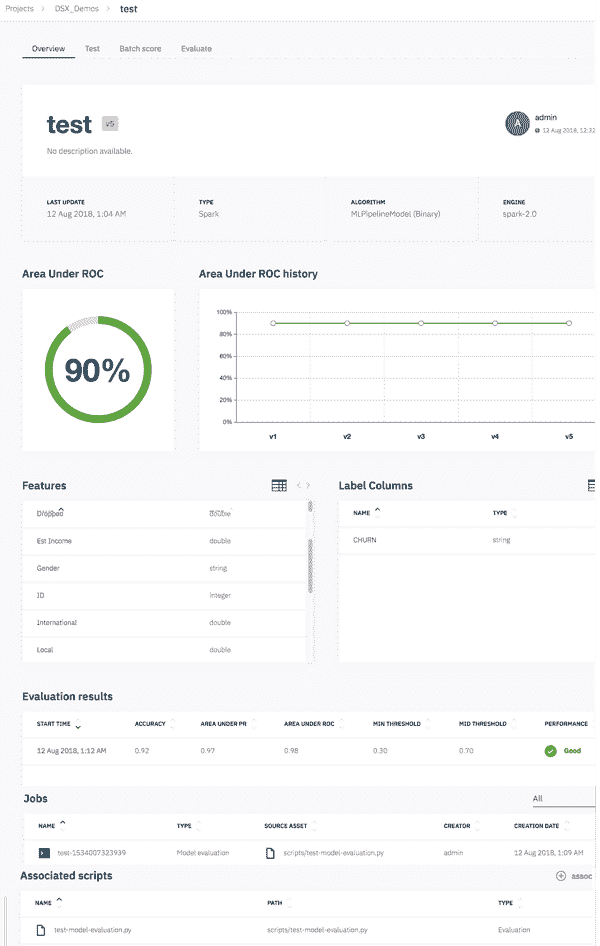 Projects > DSX_Demos > test
Overview Test Batch score Evaluate
test v5
No description available.
admin
12 Aug 2018, 12:32
LAST UPDATE TYPE ALGORITHM ENGINE
12 Aug 2018, 1:04 AM Spark MLPipelineModel (Binary) spark-2.0
Area Under ROC Area Under ROC history
90%
100%
80%
60%
40%
20%
0%
v1 v2 v3 v4 v5
Features Label Columns
Dropped double
NAME TYPE
Est Income double
CHURN string
Gender string
ID integer
International double
Local double
Evaluation results
START TIME ACCURACY AREA UNDER PR AREA UNDER ROC MIN THRESHOLD MID THRESHOLD PERFORMANCE
12 Aug 2018, 1:12 AM 0.92 0.97 0.98 0.30 0.70 Good
Jobs All
NAME TYPE SOURCE ASSET CREATOR CREATION DATE
test-1534007323939 Model evaluation scripts/test-model-evaluation.py admin 12 Aug 2018, 1:09 AM
Associated scripts assoc
NAME PATH TYPE
test-model-evaluation.py scripts/test-model-evaluation.py Evaluation